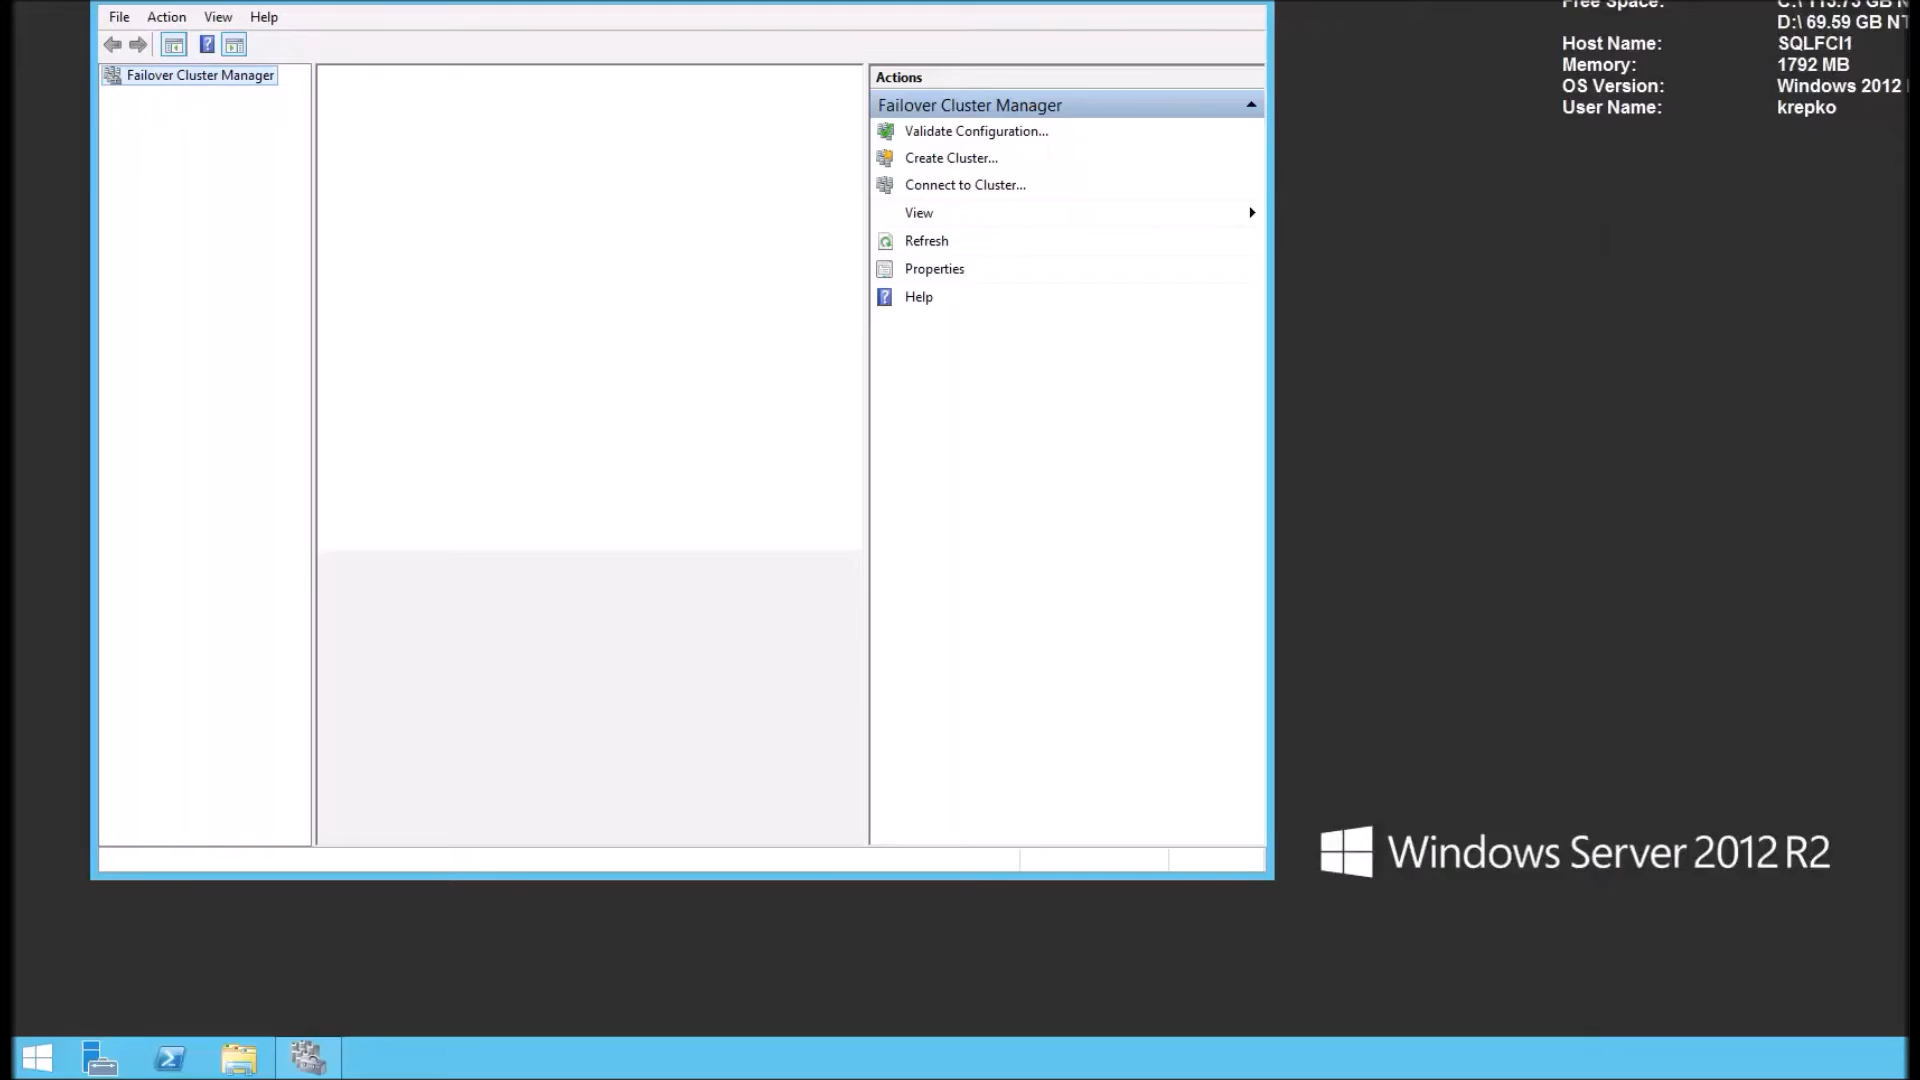 File Action View Help
Failover Cluster Manager
Actions
Failover Cluster Manager
Validate Configuration...
Create Cluster...
Connect to Cluster...
View
Refresh
Properties
Help
Free Space:
D:\ 69.59 GB
Host Name: SQLFCI1
Memory: 1792 MB
OS Version: Windows 2012
User Name: krepko
Windows Server 2012 R2